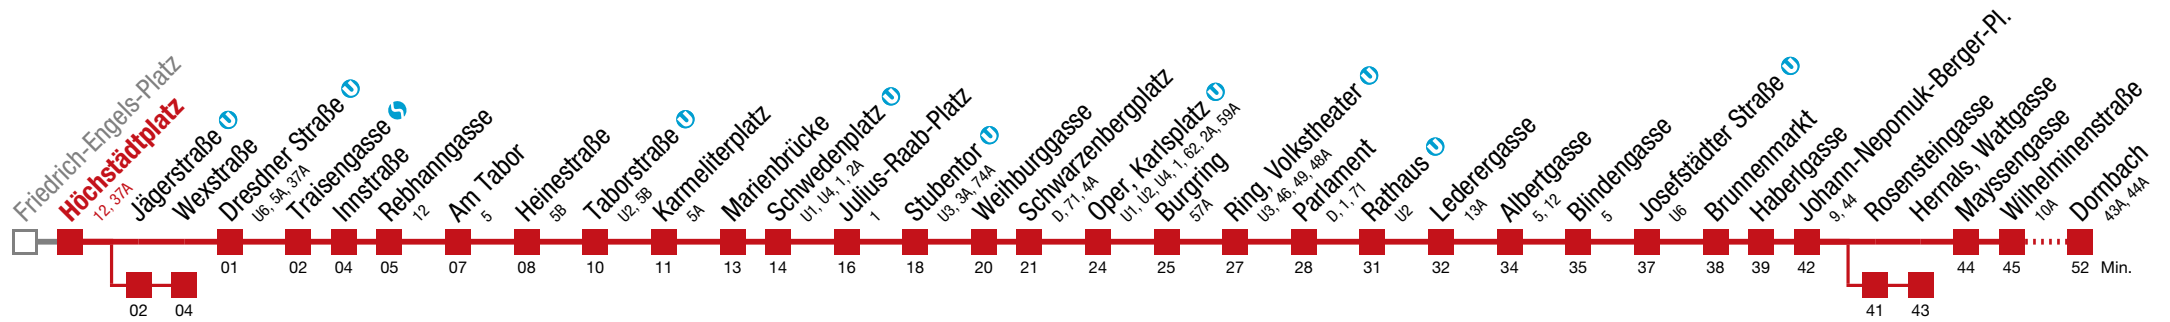 Friedrich-Engels-Platz
Höchstädtplatz
12, 37A
Jägerstraße U
Wexstraße
Dresdner Straße U
U6, 5A, 37A
Traisengasse S
Innstraße
Rebhanngasse
12
Am Tabor
5
Heinestraße
5B
Taborstraße U
U2, 5B
Karmeliterplatz
5A
Marienbrücke
Schwedenplatz U
U1, U4, 1, 2A
Julius-Raab-Platz
1
Stubentor U
U3, 3A, 74A
Weihburggasse
Schwarzenbergplatz
D, 71, 4A
Oper, Karlsplatz U
U1, U2, U4, 1, 62, 2A, 59A
Burgring
57A
Ring, Volkstheater U
U3, 46, 49, 48A
Parlament
D, 1, 71
Rathaus U
U2
Lederergasse
13A
Albertgasse
5, 12
Blindengasse
5
Josefstädter Straße U
U6
Brunnenmarkt
Haberlgasse
Johann-Nepomuk-Berger-Pl.
9, 44
Rosensteingasse
Hernals, Wattgasse
Mayssengasse
Wilhelminenstraße
10A
Dornbach
43A, 44A
01 02 04 05 07 08 10 11 13 14 16 18 20 21 24 25 27 28 31 32 34 35 37 38 39 42 44 45 52 Min.
02 04 41 43